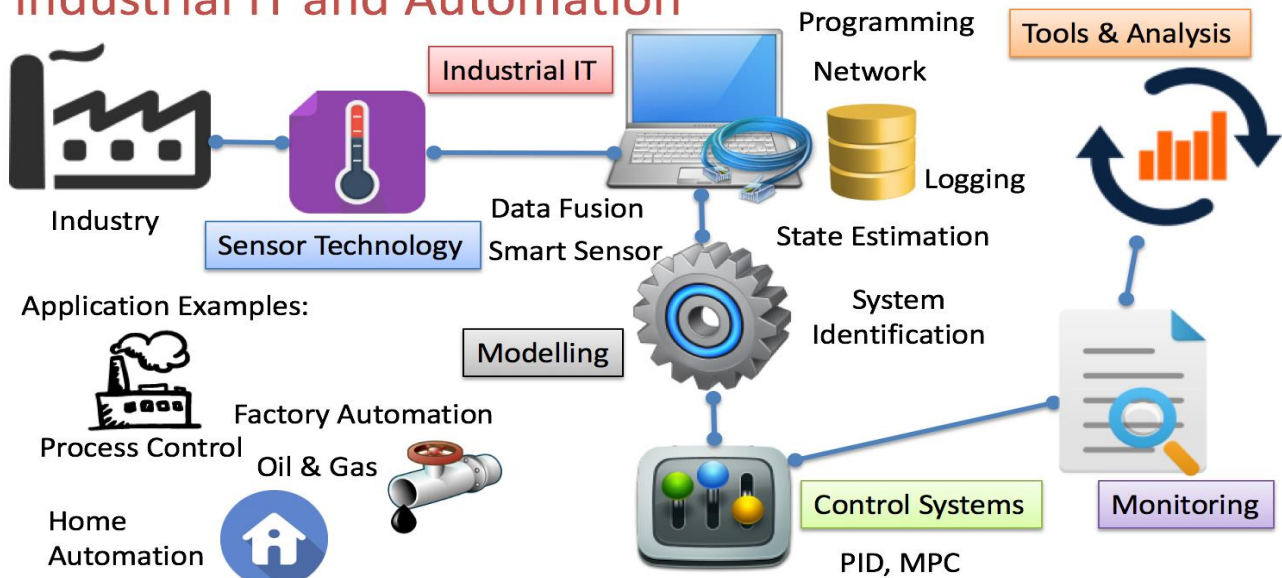 Industrial IT and Automation
Programming
Tools & Analysis
Industrial IT
Network
Logging
Industry
Data Fusion
Sensor Technology
Smart Sensor
State Estimation
Application Examples:
System
Identification
Modelling
Factory Automation
Process Control
Oil & Gas
Control Systems
Monitoring
Home
Automation
PID, MPC